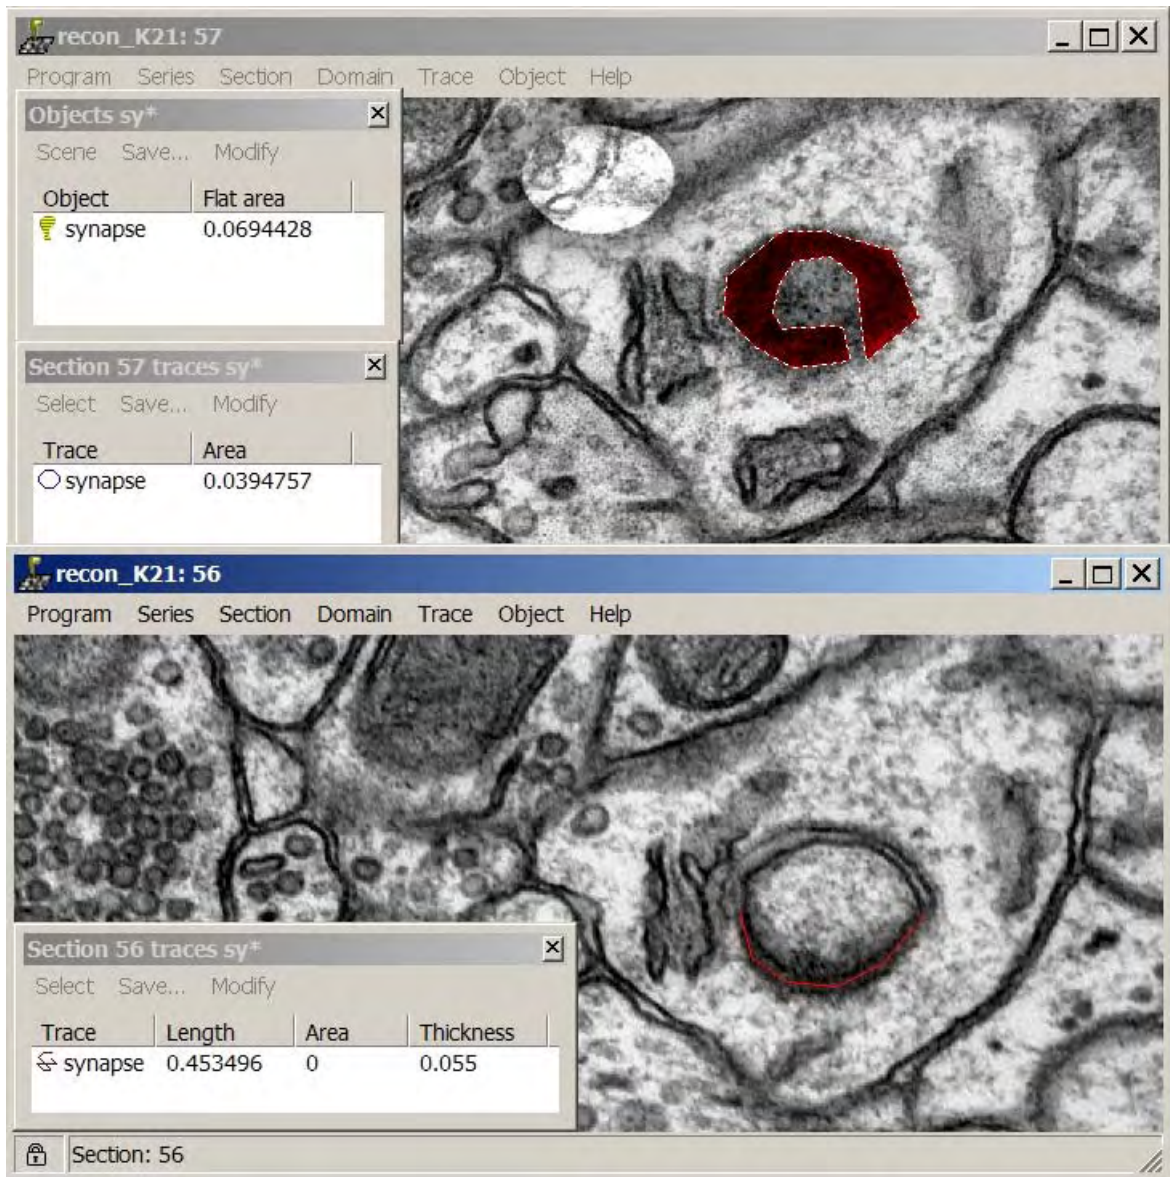 recon_K21: 57
Program Series Section Domain Trace Object Help
Objects sy*
Scene Save... Modify
Object Flat area
synapse 0.0694428
Section 57 traces sy*
Select Save... Modify
Trace Area
synapse 0.0394757
recon_K21: 56
Program Series Section Domain Trace Object Help
Section 56 traces sy*
Select Save... Modify
Trace Length Area Thickness
synapse 0.453496 0 0.055
Section: 56